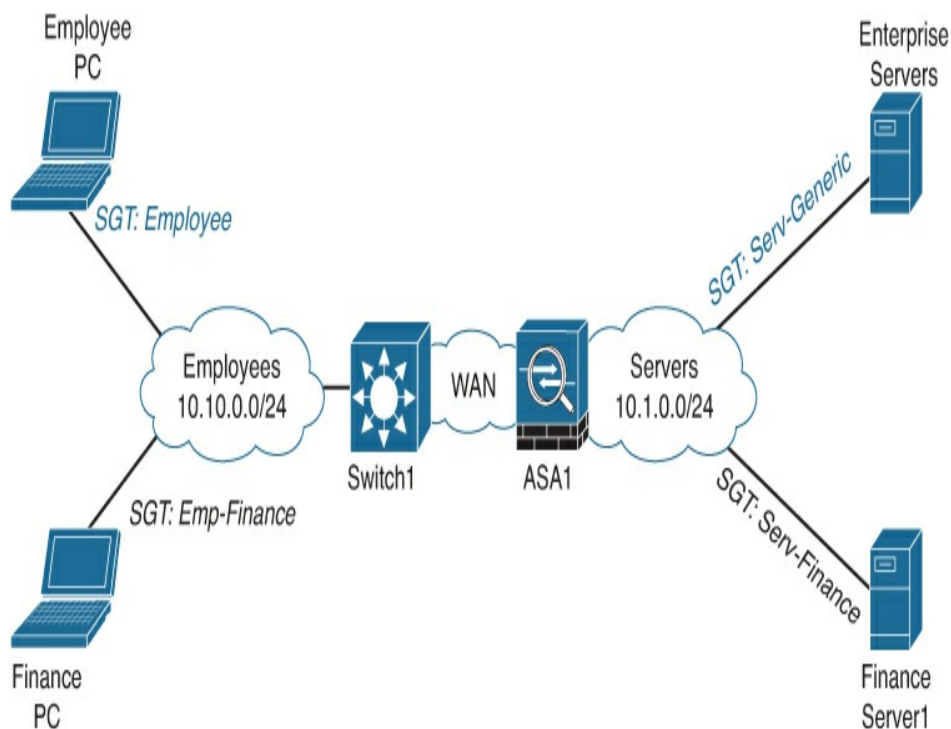 Employee
PC
Enterprise
Servers
SGT: Employee
SGT: Serv-Generic
Employees
10.10.0.0/24
WAN
Servers
10.1.0.0/24
Switch1
ASA1
SGT: Emp-Finance
SGT: Serv-Finance
Finance
PC
Finance
Server1